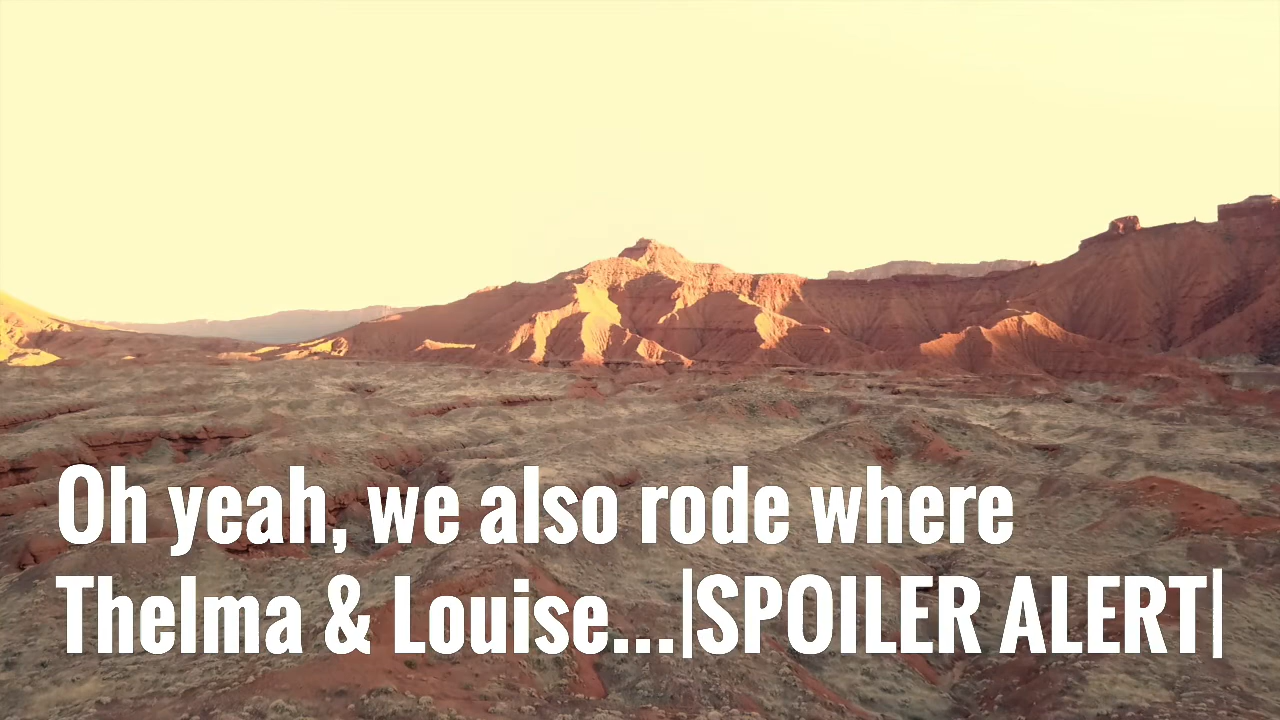 Oh yeah, we also rode where
Thelma & Louise...|SPOILER ALERT|